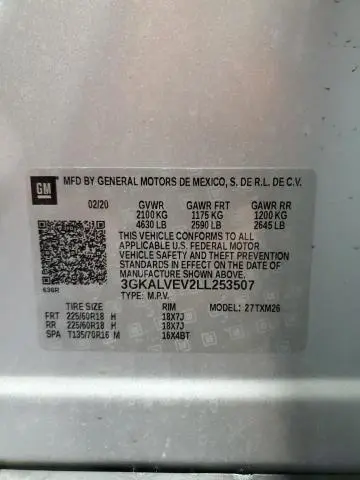 GM MFD BY GENERAL MOTORS DE MEXICO, S. DE R.L. DE C.V.
02/20 GVWR GAWR FRT GAWR RR
2100 KG 1175 KG 1200 KG
4630 LB 2590 LB 2645 LB
THIS VEHICLE CONFORMS TO ALL
APPLICABLE U.S. FEDERAL MOTOR
VEHICLE SAFETY AND THEFT PREVENTION
STANDARDS IN EFFECT ON THE DATE OF
MANUFACTURE SHOWN ABOVE.
3GKALVEV2LL253507
TYPE: M.P.V.
TIRE SIZE RIM MODEL: 27TXM26
FRT 225/60R18 H 18X7J
RR 225/60R18 H 18X7J
SPA T135/70R16 M 16X4BT